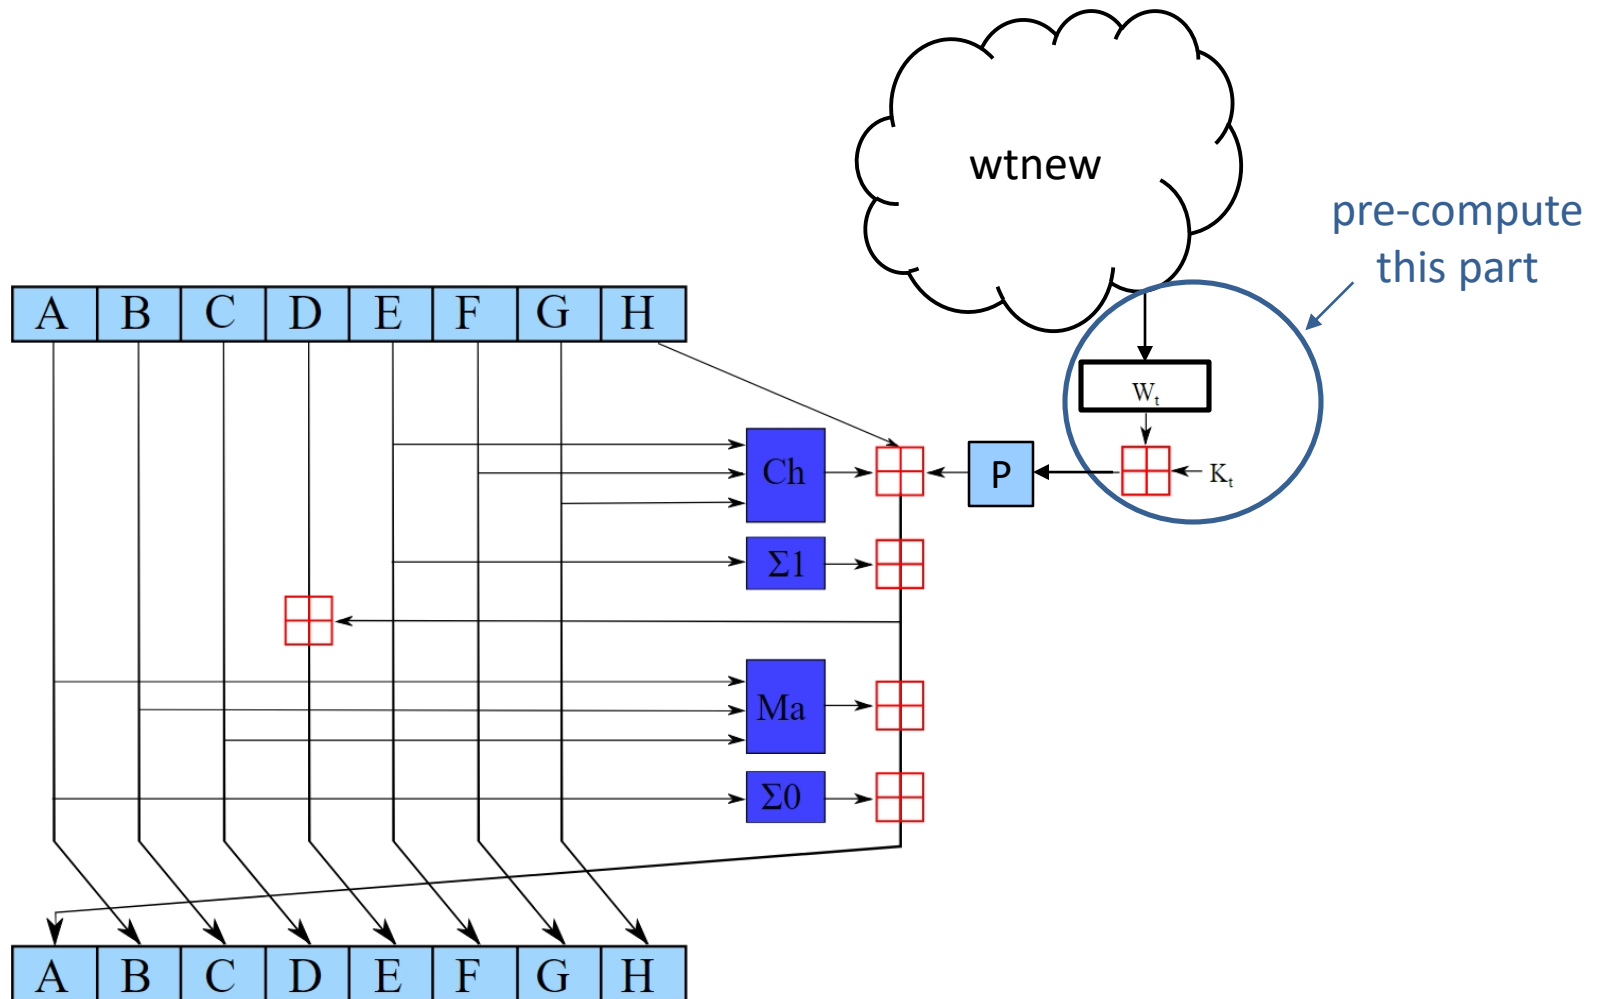 wtnew
pre-compute
this part
A B C D E F G H
W_t
Ch
P
K_t
Σ1
Ma
Σ0
A B C D E F G H